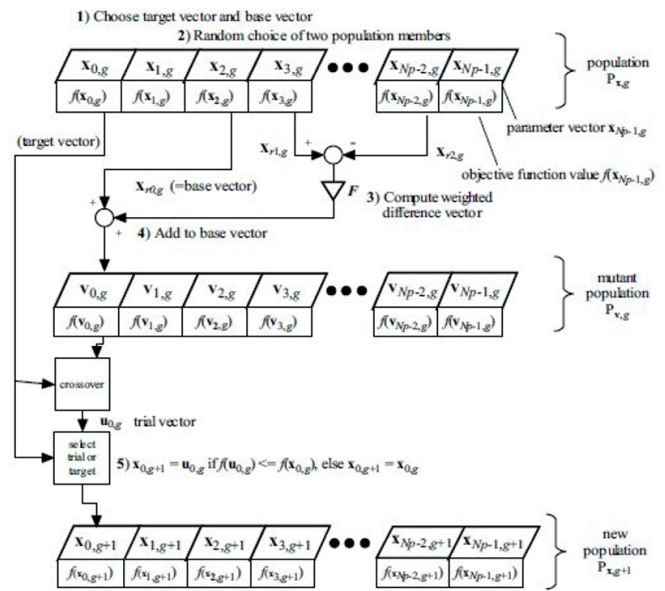 1) Choose target vector and base vector
2) Random choice of two population members
x0,g x1,g x2,g x3,g ●●● xNp-2,g xNp-1,g
population
Px,g
f(x0,g) f(x1,g) f(x2,g) f(x3,g) f(xNp-2,g) f(xNp-1,g)
parameter vector xNp-1,g
(target vector)
xr1,g + - xr2,g
objective function value f(xNp-1,g)
xr0,g (=base vector)
F 3) Compute weighted
difference vector
+
+ 4) Add to base vector
v0,g v1,g v2,g v3,g ●●● vNp-2,g vNp-1,g
mutant
population
Pv,g
f(v0,g) f(v1,g) f(v2,g) f(v3,g) f(vNp-2,g) f(vNp-1,g)
crossover
u0,g trial vector
select
trial or
target
5) x0,g+1 = u0,g if f(u0,g) <= f(x0,g), else x0,g+1 = x0,g
x0,g+1 x1,g+1 x2,g+1 x3,g+1 ●●● xNp-2,g+1 xNp-1,g+1
new
population
Px,g+1
f(x0,g+1) f(x1,g+1) f(x2,g+1) f(x3,g+1) f(xNp-2,g+1) f(xNp-1,g+1)